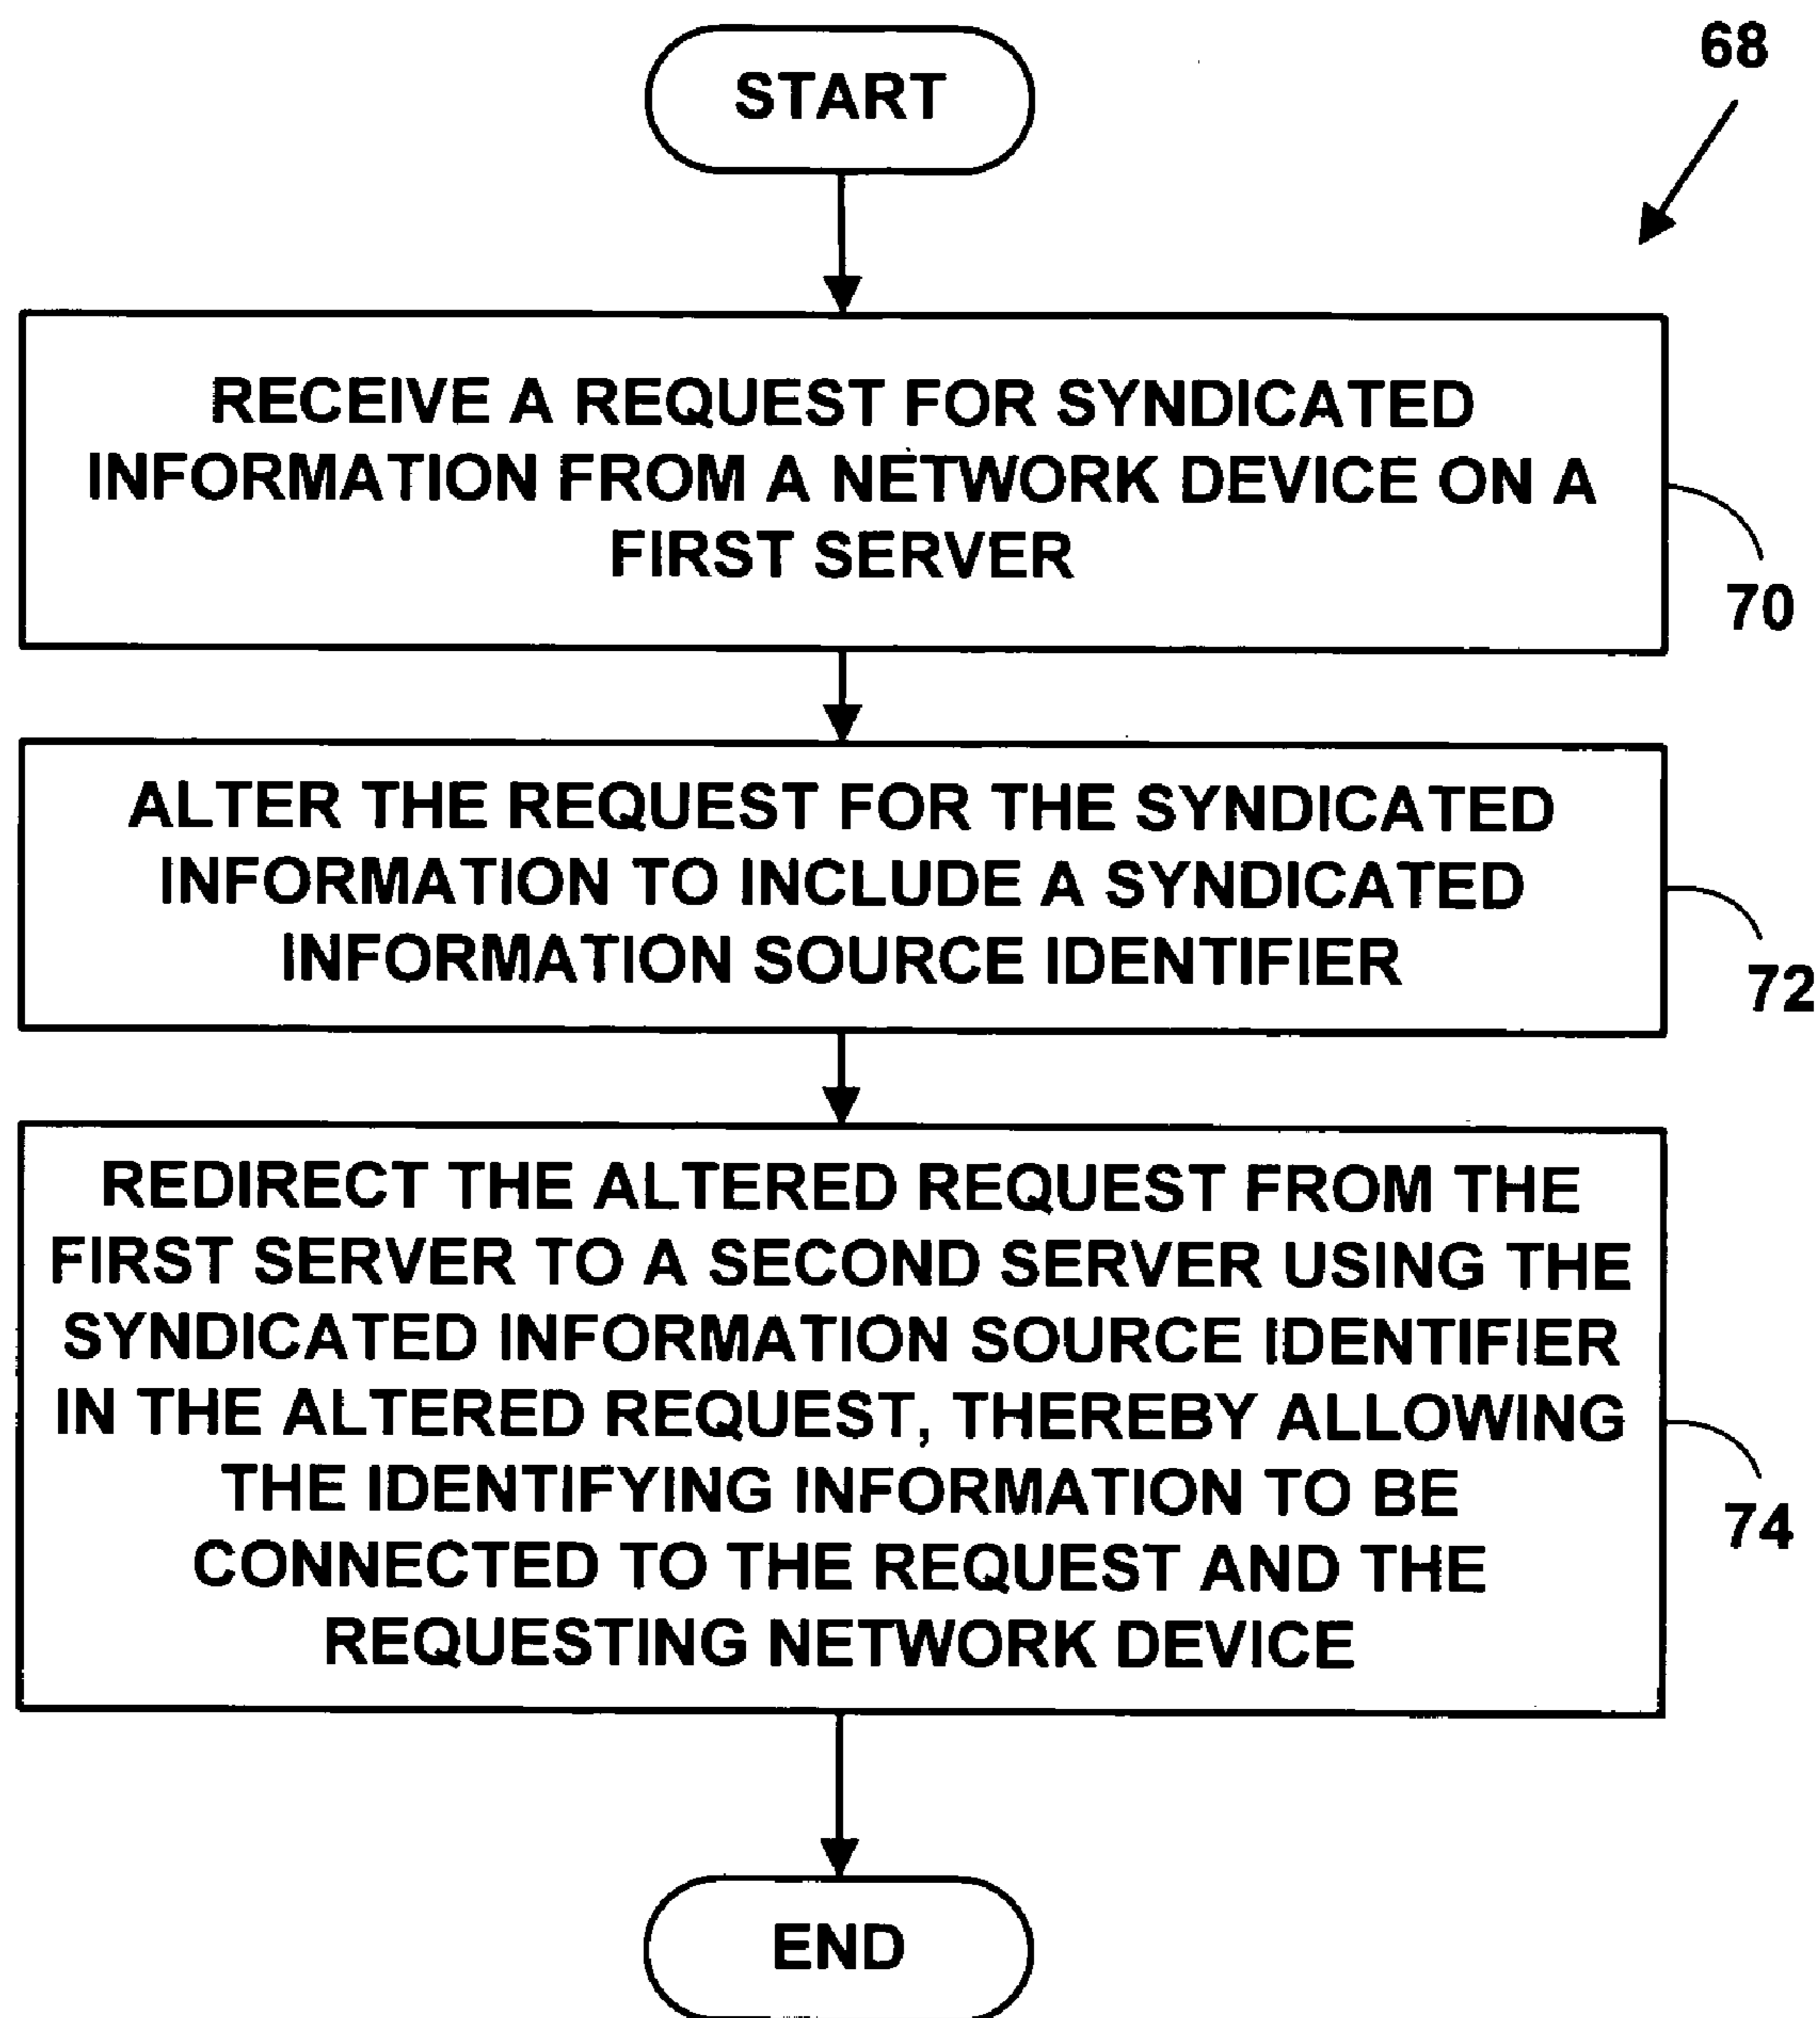 START
68
RECEIVE A REQUEST FOR SYNDICATED
INFORMATION FROM A NETWORK DEVICE ON A
FIRST SERVER
70
ALTER THE REQUEST FOR THE SYNDICATED
INFORMATION TO INCLUDE A SYNDICATED
INFORMATION SOURCE IDENTIFIER
72
REDIRECT THE ALTERED REQUEST FROM THE
FIRST SERVER TO A SECOND SERVER USING THE
SYNDICATED INFORMATION SOURCE IDENTIFIER
IN THE ALTERED REQUEST, THEREBY ALLOWING
THE IDENTIFYING INFORMATION TO BE
CONNECTED TO THE REQUEST AND THE
REQUESTING NETWORK DEVICE
74
END